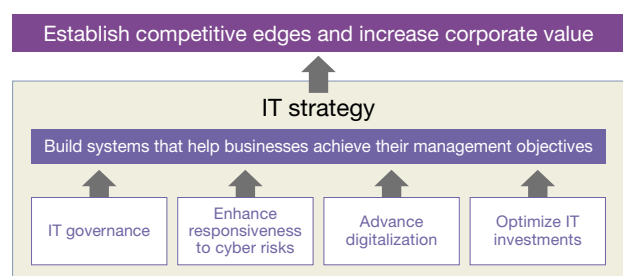 Establish competitive edges and increase corporate value
IT strategy
Build systems that help businesses achieve their management objectives
IT governance
Enhance
responsiveness
to cyber risks
Advance
digitalization
Optimize IT
investments